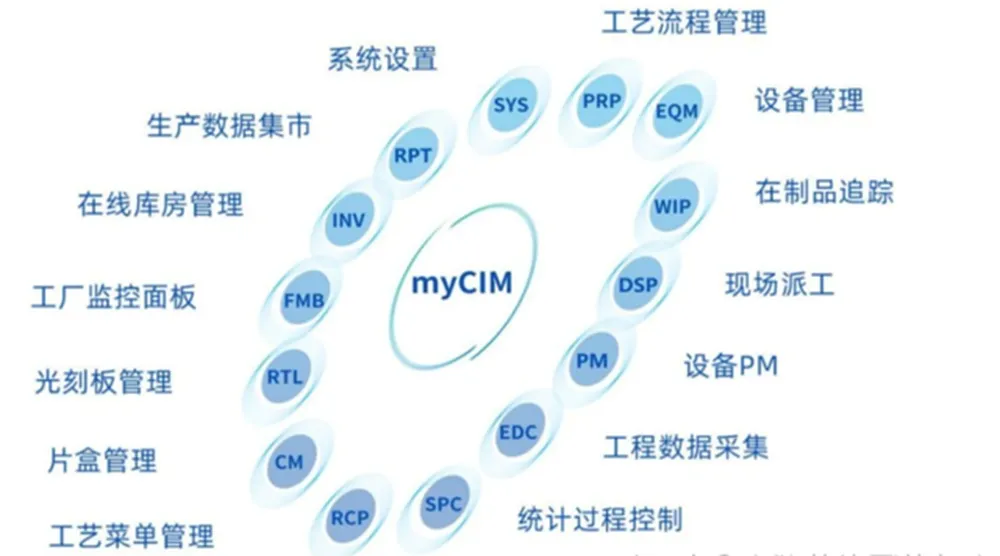 工艺流程管理
系统设置
SYS
PRP
EQM
设备管理
生产数据集市
RPT
在线库房管理
INV
WIP
在制品追踪
myCIM
工厂监控面板
FMB
DSP
现场派工
光刻板管理
RTL
PM
设备PM
片盒管理
CM
EDC
工程数据采集
工艺菜单管理
RCP
SPC
统计过程控制